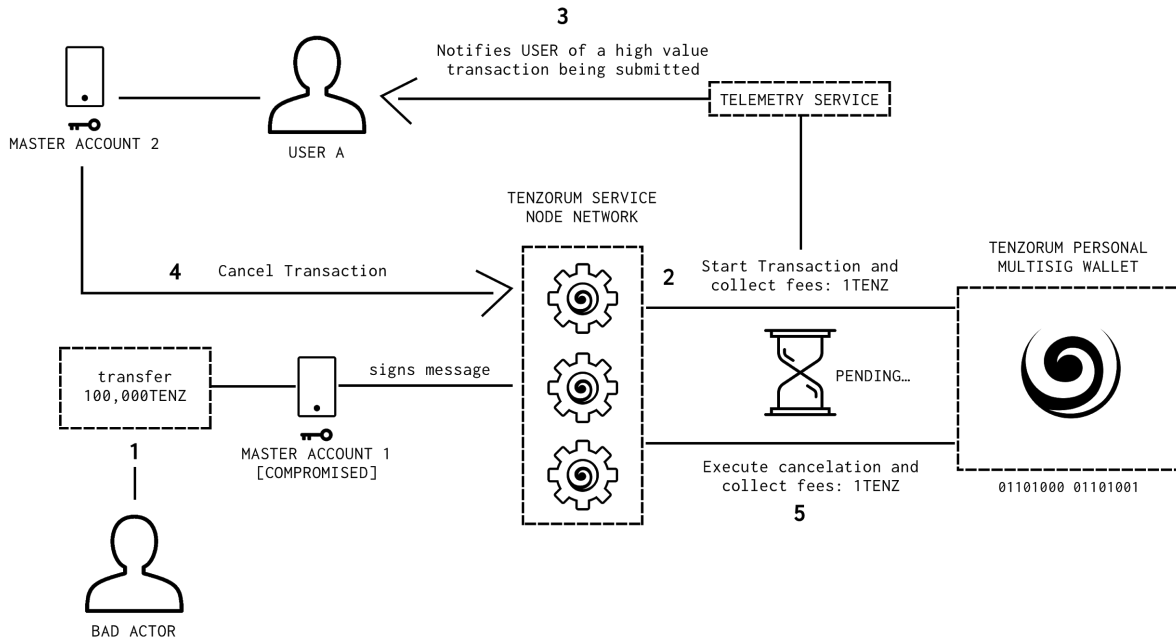 3
Notifies USER of a high value
transaction being submitted
TELEMETRY SERVICE
MASTER ACCOUNT 2
USER A
TENZORUM SERVICE
NODE NETWORK
TENZORUM PERSONAL
MULTISIG WALLET
4
Cancel Transaction
2
Start Transaction and
collect fees: 1TENZ
transfer
100,000TENZ
signs message
PENDING…
1
MASTER ACCOUNT 1
[COMPROMISED]
Execute cancelation and
collect fees: 1TENZ
5
01101000 01101001
BAD ACTOR